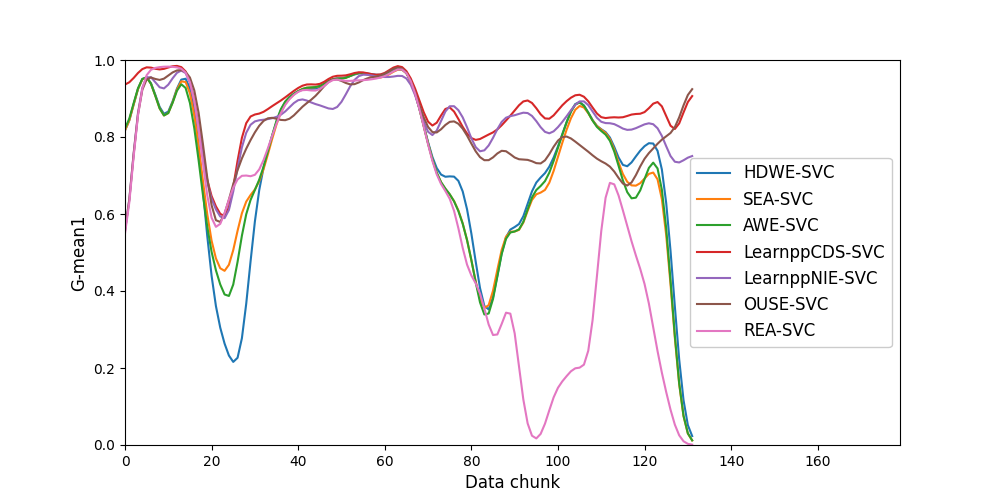 1.0
0.8
0.6
0.4
0.2
0.0
G-mean1
0 20 40 60 80 100 120 140 160
Data chunk
HDWE-SVC
SEA-SVC
AWE-SVC
LearnppCDS-SVC
LearnppNIE-SVC
OUSE-SVC
REA-SVC